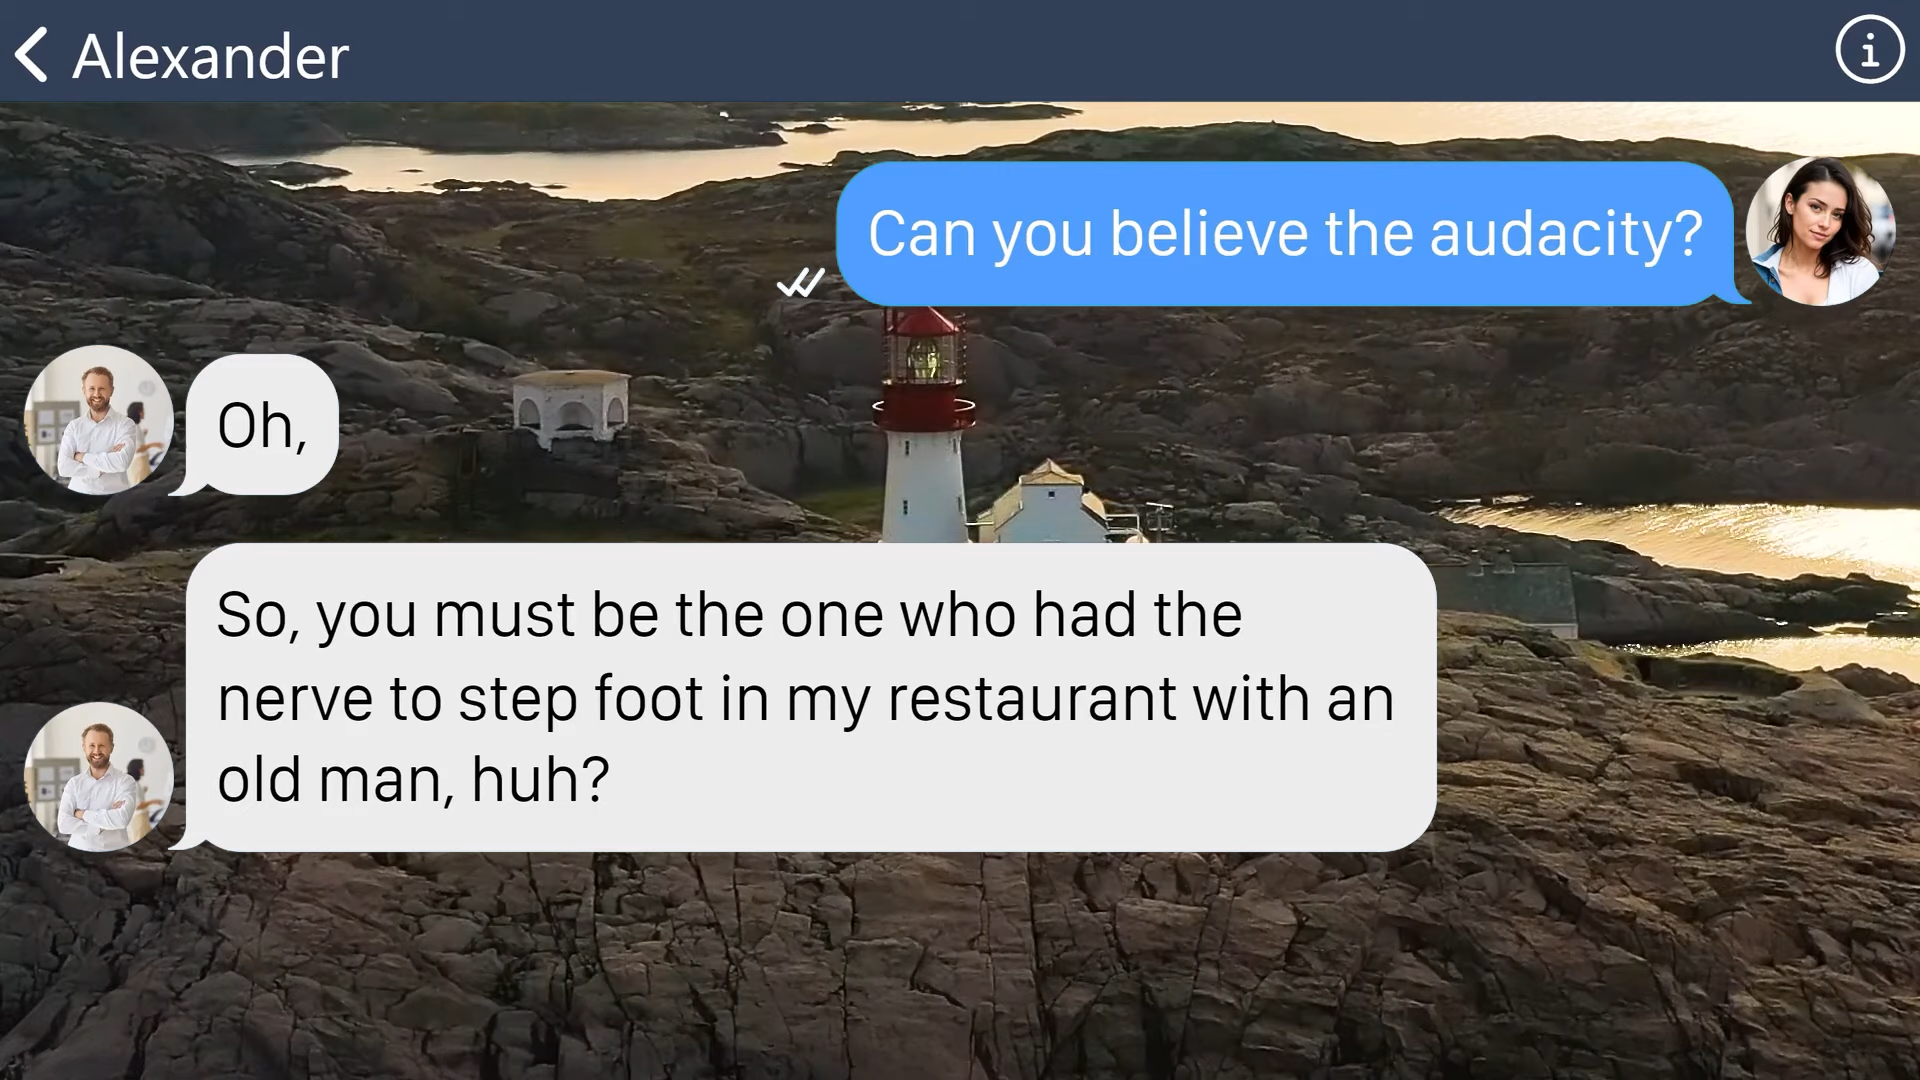 Alexander
Can you believe the audacity?
Oh,
So, you must be the one who had the
nerve to step foot in my restaurant with an
old man, huh?